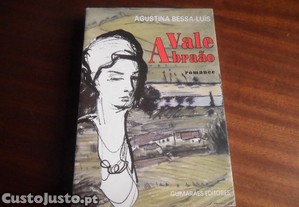 AGUSTINA BESSA-LUÍS
Vale
Abraão
romance
GUIMARÃES EDITORES
CustoJusto.pt